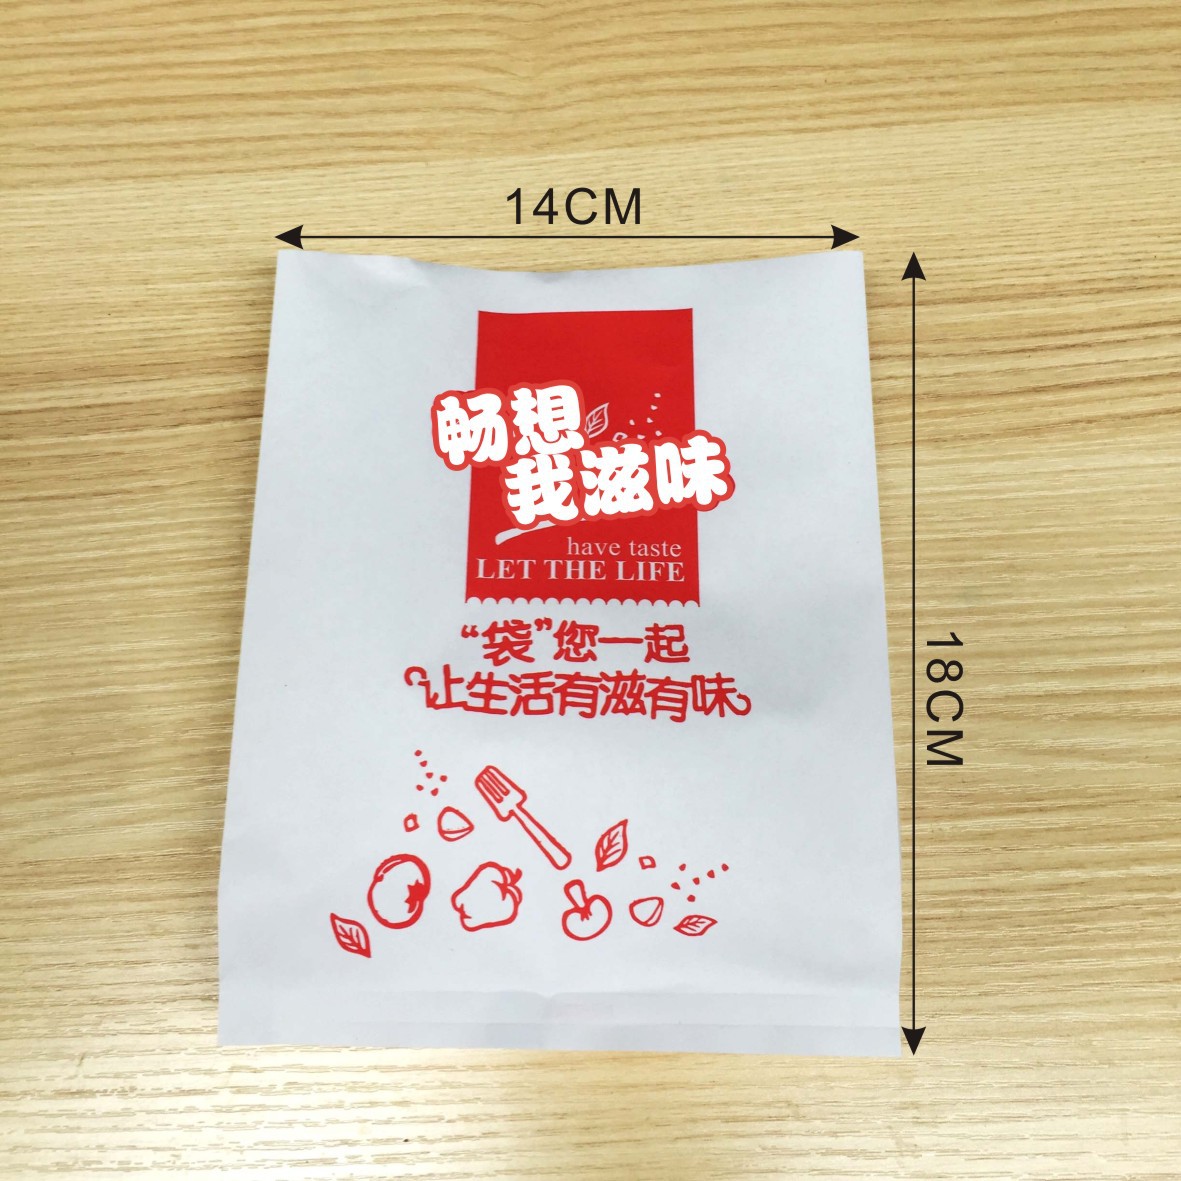 14CM
畅想
我滋味
have taste
LET THE LIFE
“袋”您一起
让生活有滋有味
18CM